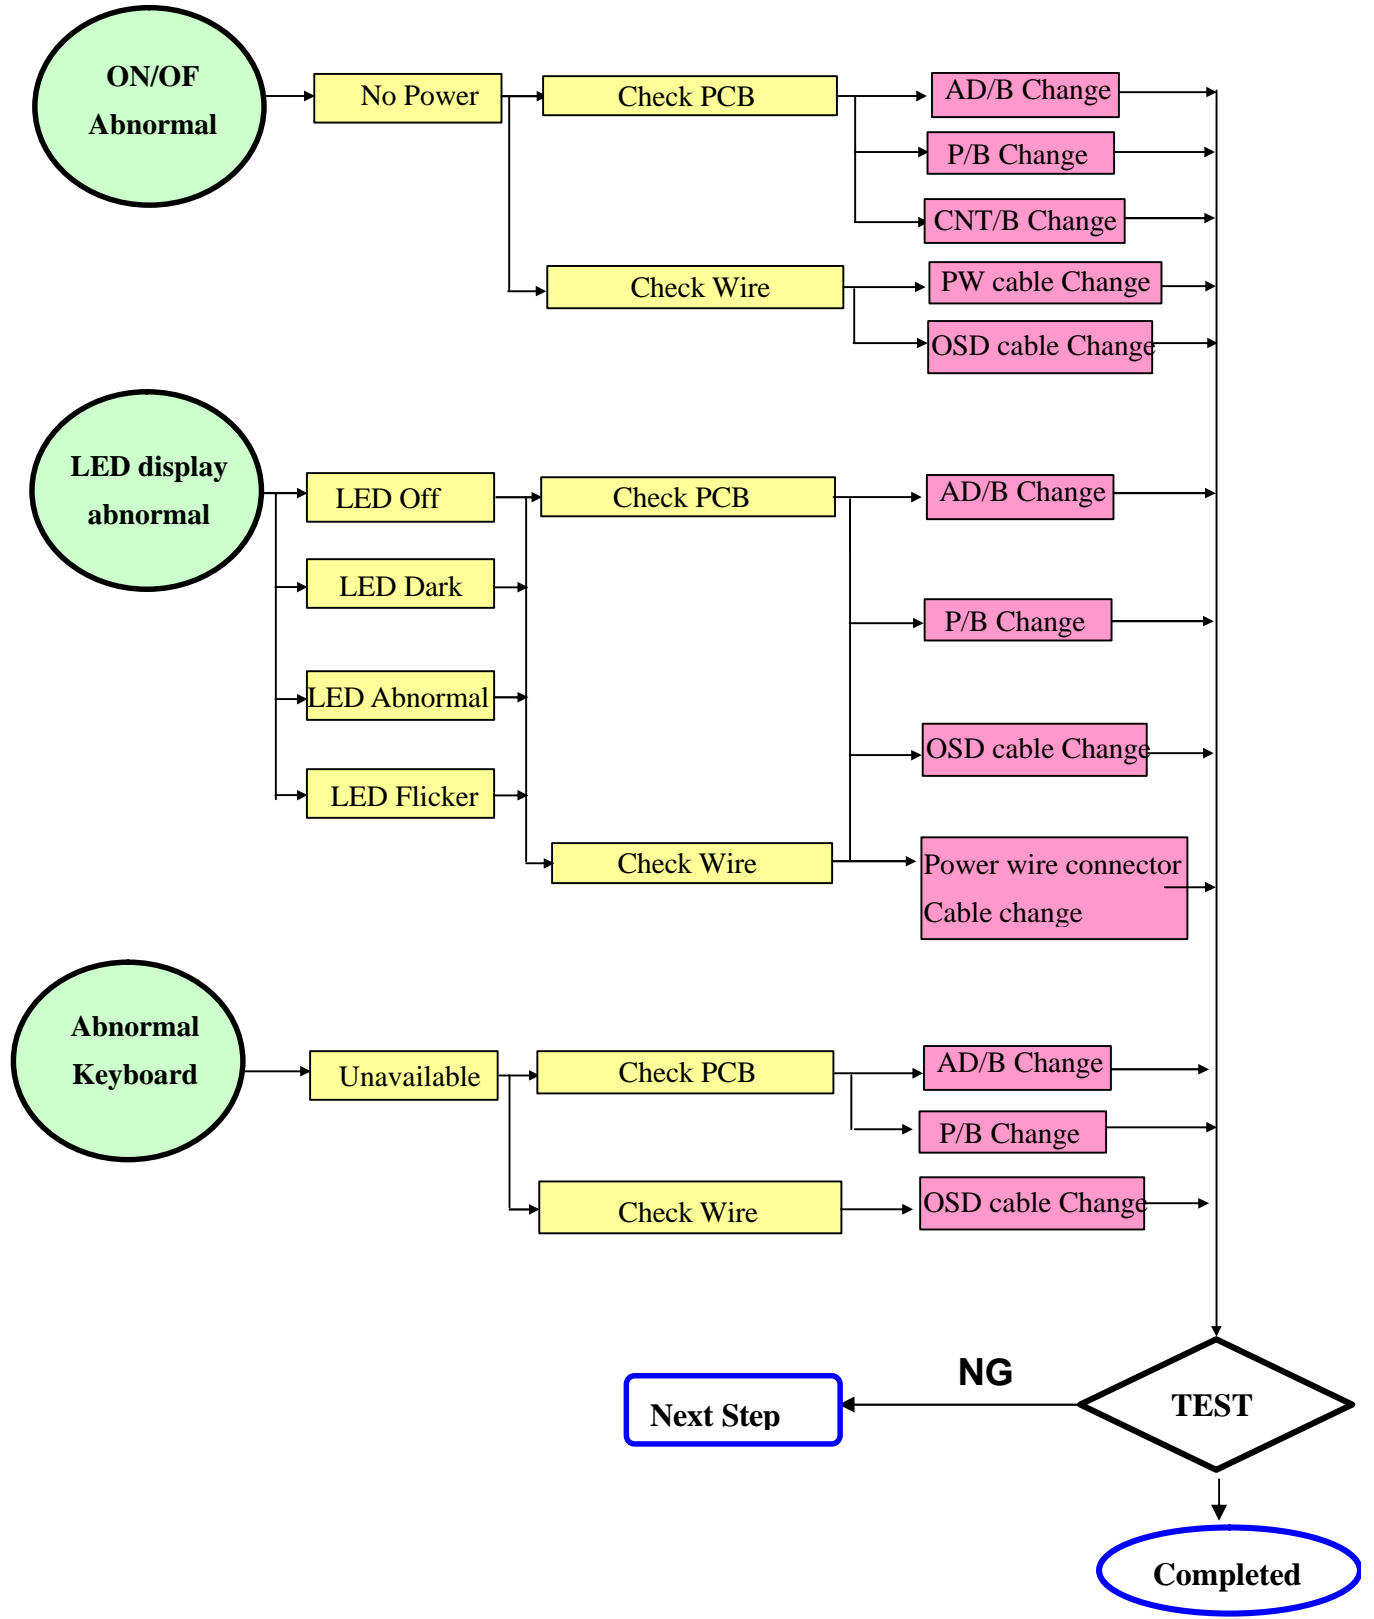 ON/OF
Abnormal
No Power
Check PCB
AD/B Change
P/B Change
CNT/B Change
Check Wire
PW cable Change
OSD cable Change
LED display
abnormal
LED Off
LED Dark
LED Abnormal
LED Flicker
Check PCB
Check Wire
AD/B Change
P/B Change
OSD cable Change
Power wire connector
Cable change
Abnormal
Keyboard
Unavailable
Check PCB
AD/B Change
P/B Change
Check Wire
OSD cable Change
TEST
NG
Next Step
Completed